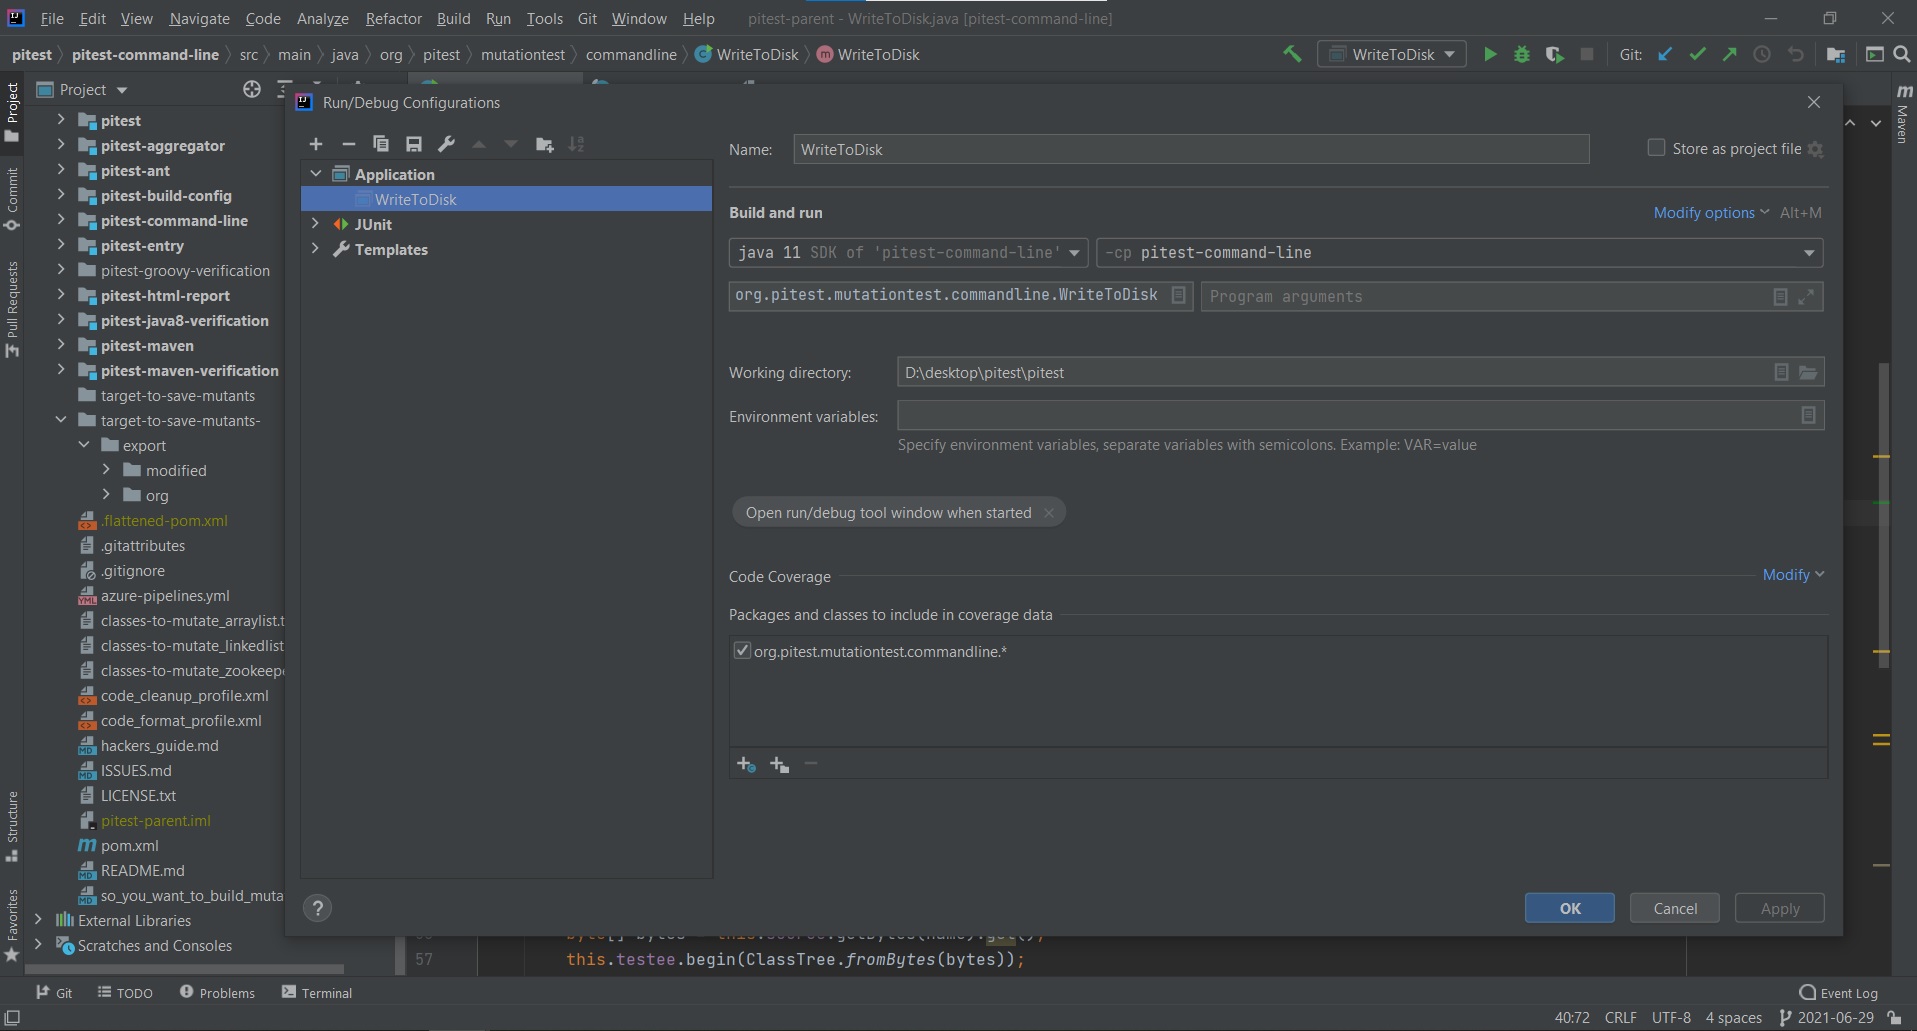 File Edit View Navigate Code Analyze Refactor Build Run Tools Git Window Help pitest-parent - WriteToDisk.java [pitest-command-line]
pitest pitest-command-line src main java org pitest mutationtest commandline WriteToDisk WriteToDisk WriteToDisk Git:
Project
Run/Debug Configurations
pitest
pitest-aggregator
pitest-ant
pitest-build-config
pitest-command-line
pitest-entry
pitest-groovy-verification
pitest-html-report
pitest-java8-verification
pitest-maven
pitest-maven-verification
target-to-save-mutants
target-to-save-mutants-
export
modified
org
.flattened-pom.xml
.gitattributes
.gitignore
azure-pipelines.yml
classes-to-mutate_arraylist.t
classes-to-mutate_linkedlist
classes-to-mutate_zookeepe
code_cleanup_profile.xml
code_format_profile.xml
hackers_guide.md
ISSUES.md
LICENSE.txt
pitest-parent.iml
pom.xml
README.md
so_you_want_to_build_muta
External Libraries
Scratches and Consoles
Project
Commit
Pull Requests
Structure
Favorites
Maven
Application
WriteToDisk
JUnit
Templates
Name: WriteToDisk Store as project file
Build and run Modify options Alt+M
java 11 SDK of 'pitest-command-line' -cp pitest-command-line
org.pitest.mutationtest.commandline.WriteToDisk Program arguments
Working directory: D:\desktop\pitest\pitest
Environment variables:
Specify environment variables, separate variables with semicolons. Example: VAR=value
Open run/debug tool window when started
Code Coverage Modify
Packages and classes to include in coverage data
org.pitest.mutationtest.commandline.*
? OK Cancel Apply
57 this.testee.begin(ClassTree.fromBytes(bytes));
Git TODO Problems Terminal Event Log
40:72 CRLF UTF-8 4 spaces 2021-06-29